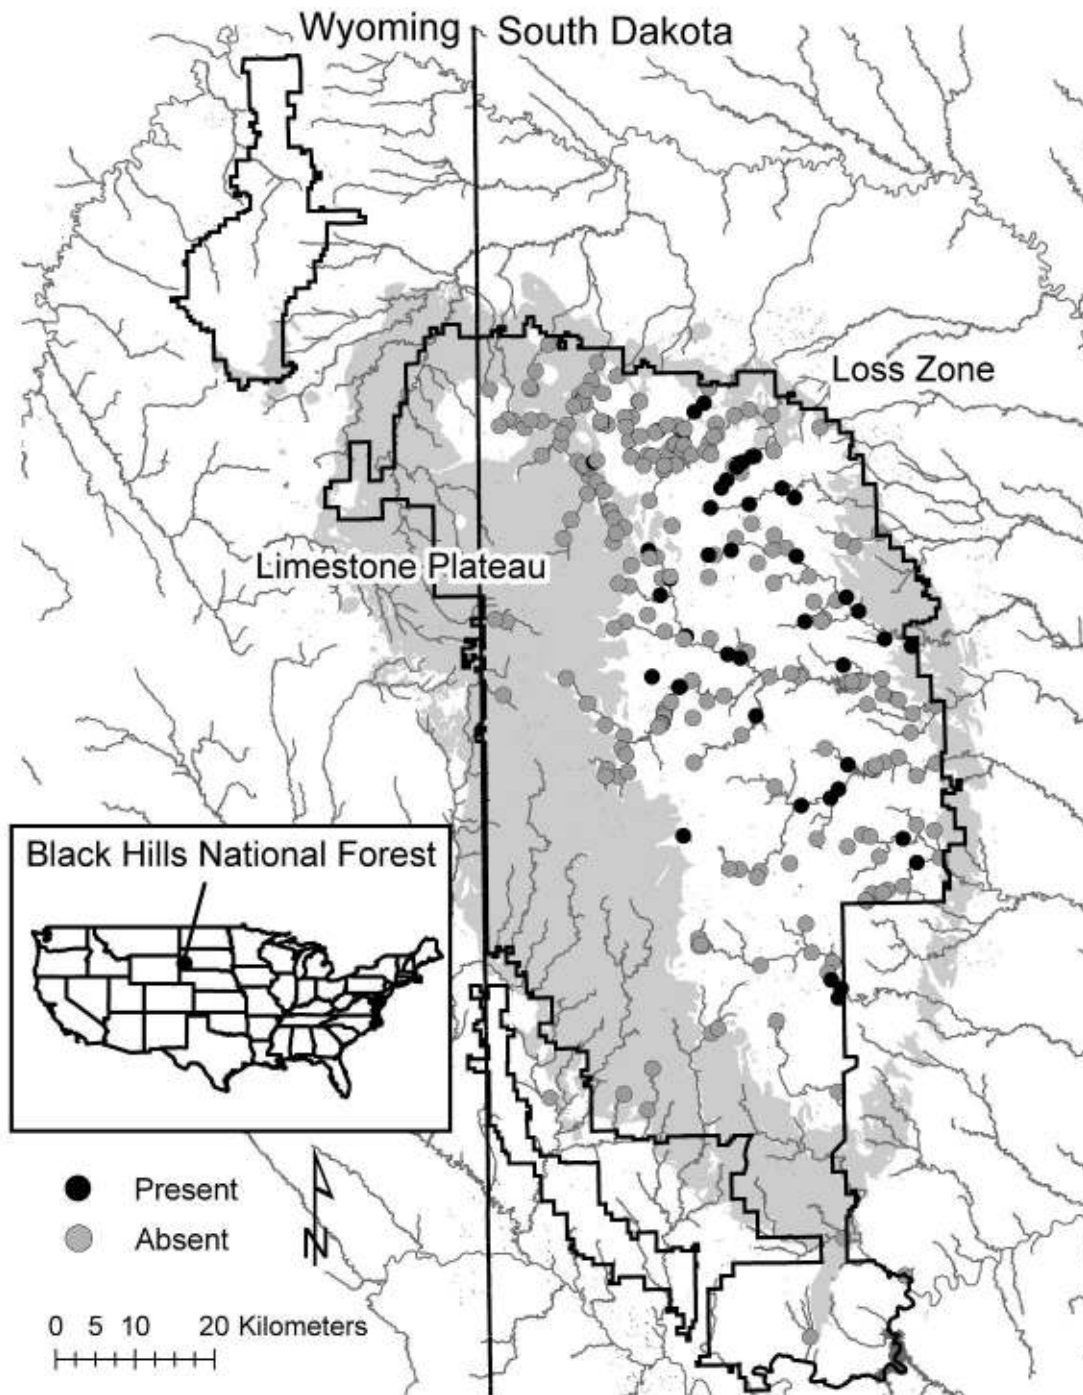 Wyoming South Dakota
Loss Zone
Limestone Plateau
Black Hills National Forest
Present
Absent
N
0 5 10 20 Kilometers